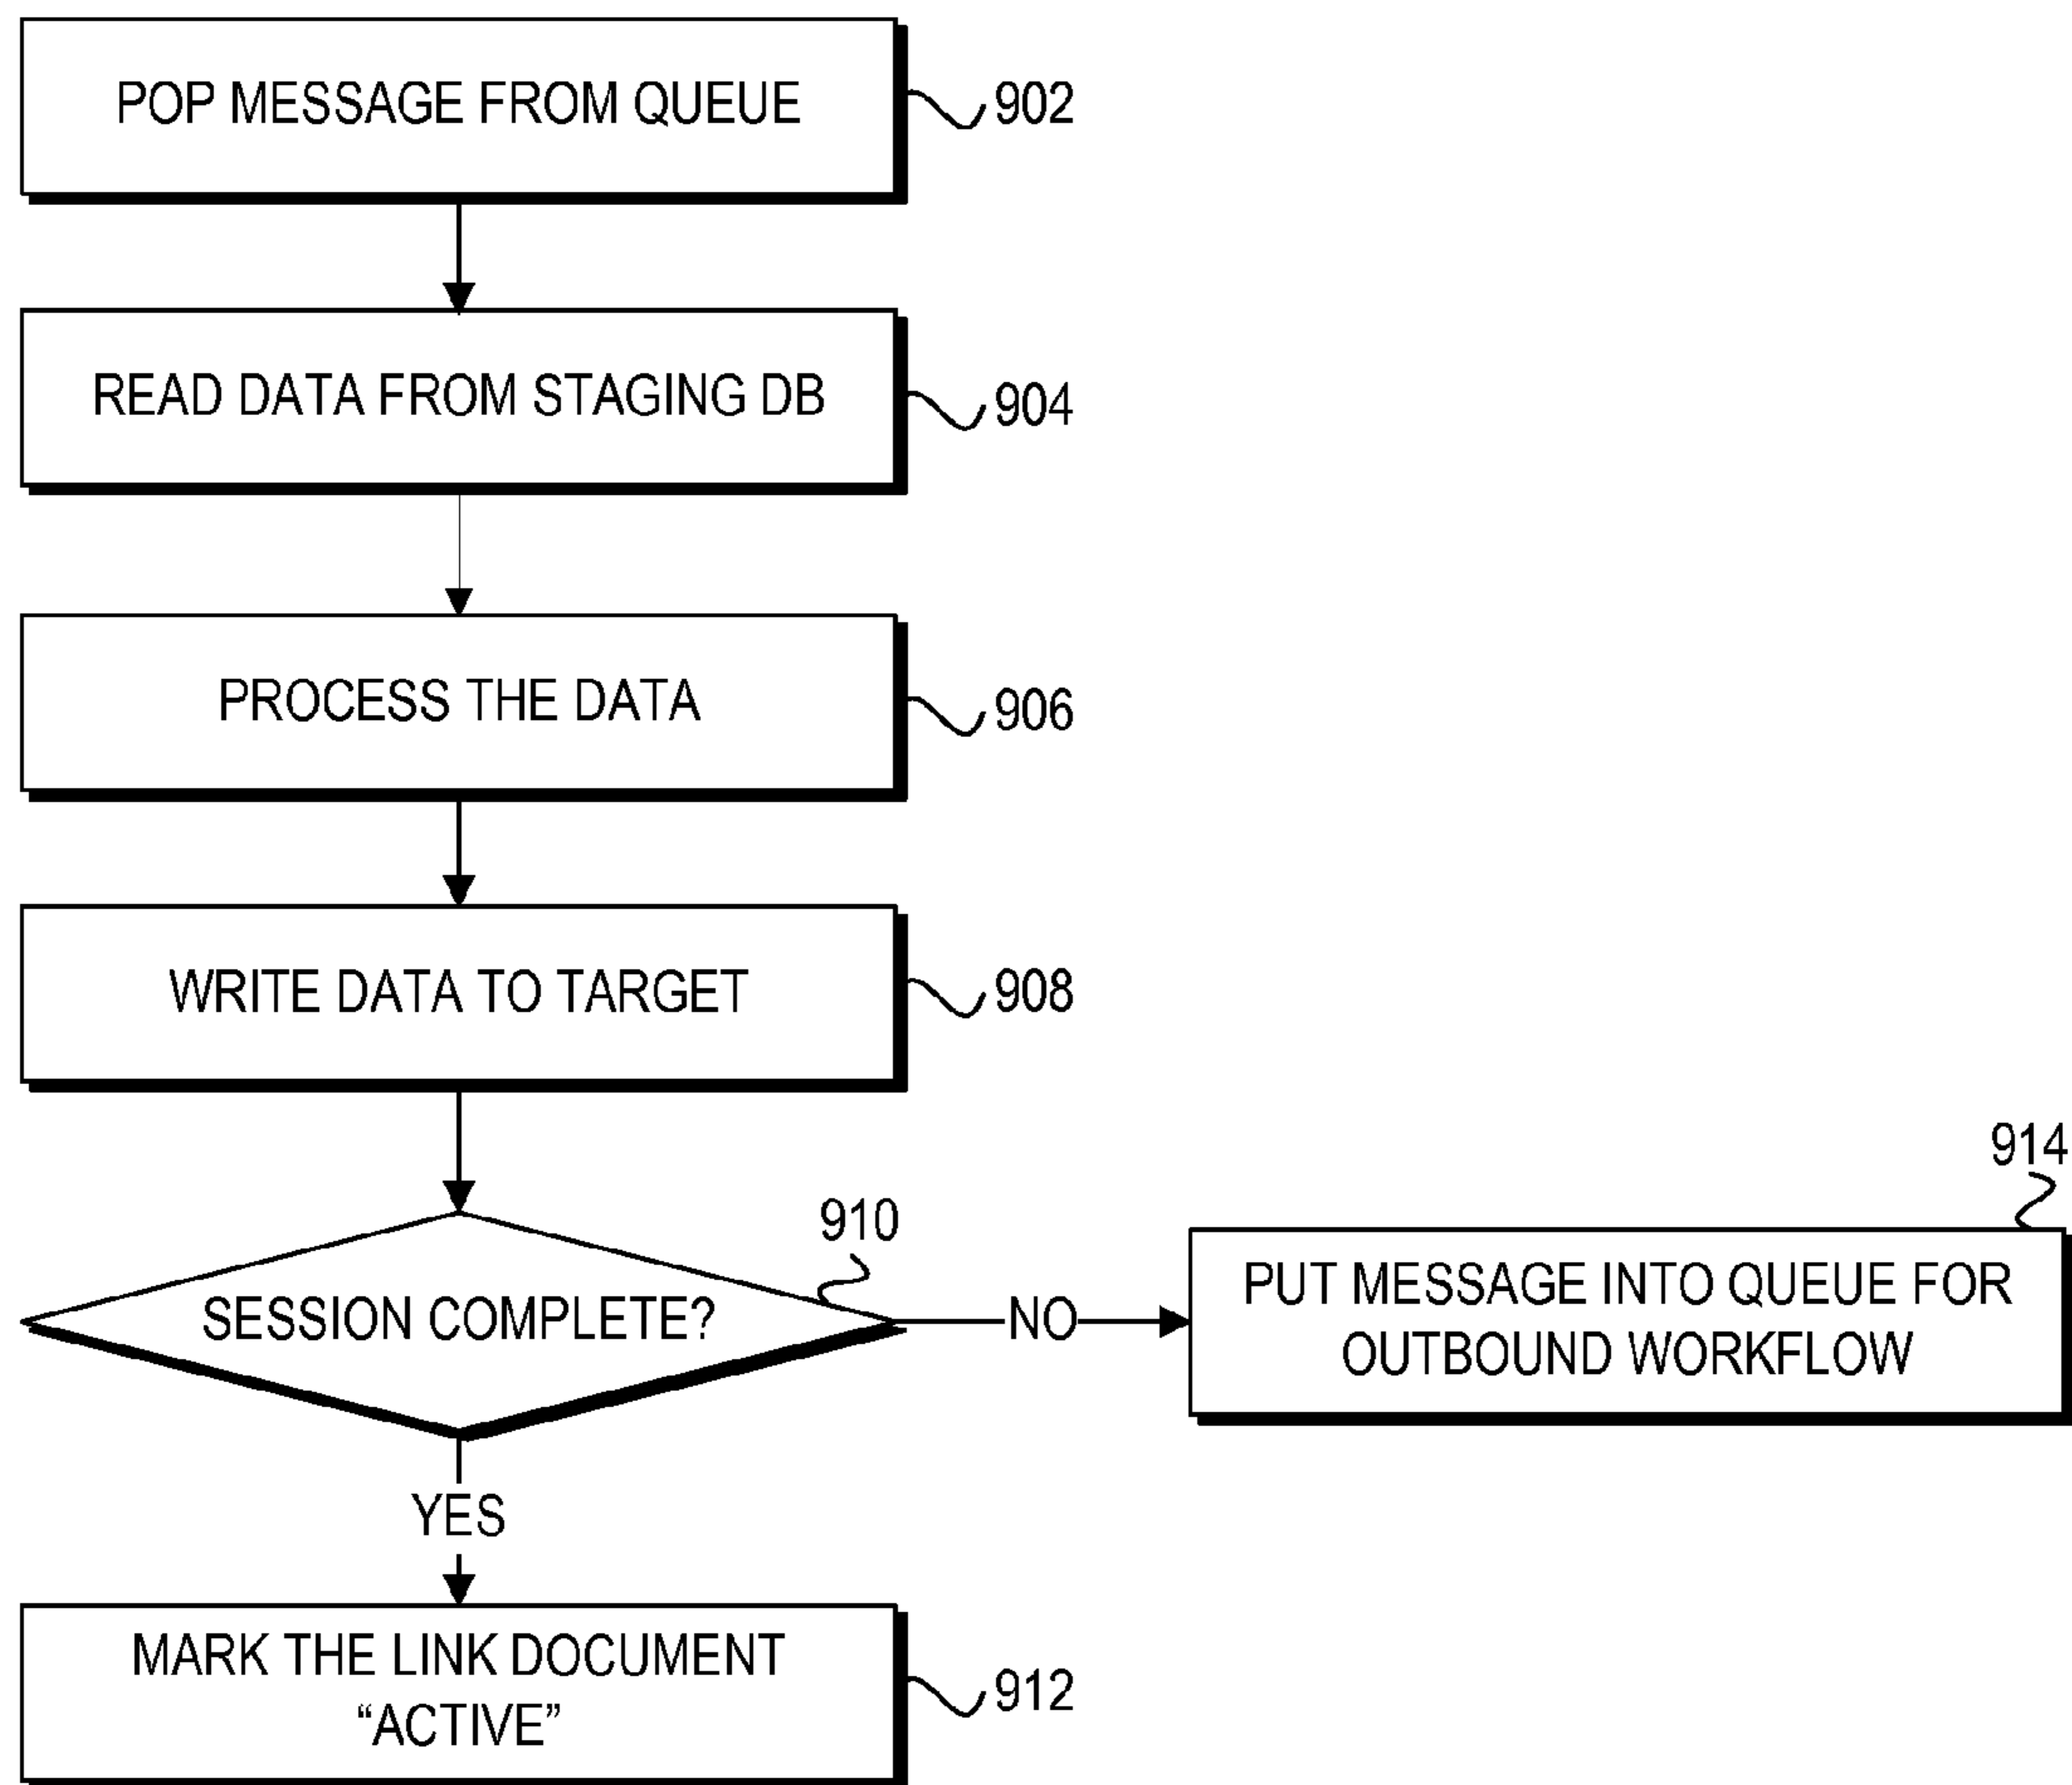 POP MESSAGE FROM QUEUE
902
READ DATA FROM STAGING DB
904
PROCESS THE DATA
906
WRITE DATA TO TARGET
908
910
SESSION COMPLETE?
NO
914
PUT MESSAGE INTO QUEUE FOR
OUTBOUND WORKFLOW
YES
MARK THE LINK DOCUMENT
“ACTIVE”
912